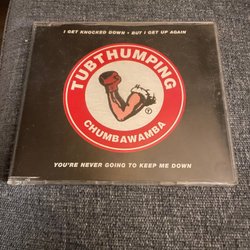 I GET KNOCKED DOWN • BUT I GET UP AGAIN
TUBTHUMPING
CHUMBAWAMBA
YOU'RE NEVER GOING TO KEEP ME DOWN